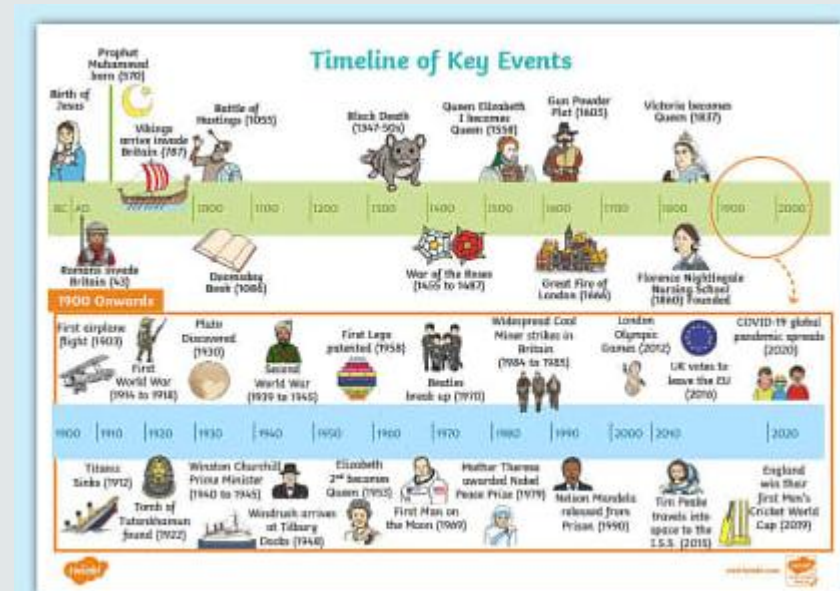 Timeline of Key Events
Birth of
Jesus
Prophet
Muhammad
born (570)
Vikings
arrive invade
Britain (787)
Battle of
Hastings (1055)
Black Death
(1347-50s)
Queen Elizabeth
I becomes
Queen (1558)
Gun Powder
Plot (1605)
Victoria becomes
Queen (1837)
BC AD
1000 1100 1200 1300 1400 1500 1600 1700 1800 1900 2000
Romans invade
Britain (43)
Doomsday
Book (1086)
War of the Roses
(1455 to 1487)
Great Fire of
London (1666)
Florence Nightingale
Nursing School
(1860) Founded
1900 Onwards
First airplane
flight (1903)
First
World War
(1914 to 1918)
Pluto
Discovered
(1930)
Second
World War
(1939 to 1945)
First Lego
patented (1958)
Beatles
break up (1970)
Widespread Coal
Miner strikes in
Britain
(1984 to 1985)
London
Olympic
Games (2012)
UK votes to
leave the EU
(2016)
COVID-19 global
pandemic spreads
(2020)
1900 1910 1920 1930 1940 1950 1960 1970 1980 1990 2000 2010 2020
Titanic
Sinks (1912)
Tomb of
Tutankhamun
found (1922)
Winston Churchill
Prime Minister
(1940 to 1945)
Windrush arrives
at Tilbury
Docks (1948)
Elizabeth
2nd becomes
Queen (1953)
First Man on
the Moon (1969)
Mother Theresa
awarded Nobel
Peace Prize (1979)
Nelson Mandela
released from
Prison (1990)
Tim Peake
travels into
space to the
I.S.S. (2015)
England
win their
first Men's
Cricket World
Cup (2019)
twinkl